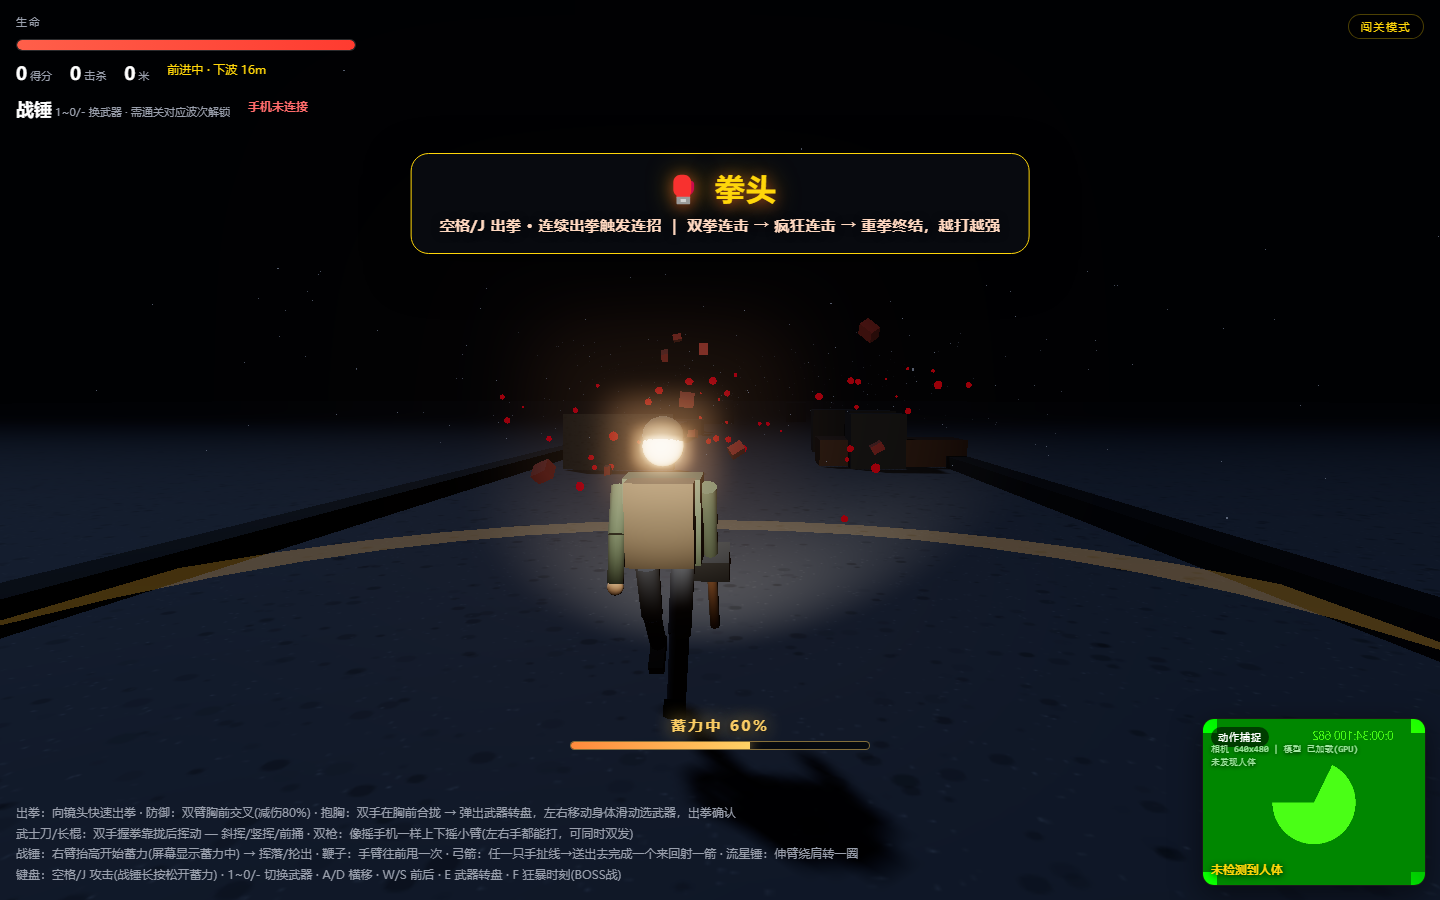 生命
闯关模式
0 得分 0 击杀 0 米 前进中 · 下波 16m
战锤 1~0/- 换武器 · 需通关对应波次解锁 手机未连接
拳头
空格/J 出拳 • 连续出拳触发连招 | 双拳连击 → 疯狂连击 → 重拳终结，越打越强
蓄力中 60%
动作捕捉
0:00:34:100 682
相机 640x480 | 模型 已加载(GPU)
未发现人体
未检测到人体
出拳：向镜头快速出拳 · 防御：双臂胸前交叉(减伤80%) · 抱胸：双手在胸前合拢 → 弹出武器转盘，左右移动身体滑动选武器，出拳确认
武士刀/长棍：双手握拳靠拢后挥动 — 斜挥/竖挥/前捅 · 双枪：像摇手机一样上下摇小臂(左右手都能打，可同时双发)
战锤：右臂抬高开始蓄力(屏幕显示蓄力中) → 挥落/抡出 · 鞭子：手臂往前甩一次 · 弓箭：任一只手扯线→送出去完成一个来回射一箭 · 流星锤：伸臂绕肩转一圈
键盘：空格/J 攻击(战锤长按松开蓄力) · 1~0/- 切换武器 · A/D 横移 · W/S 前后 · E 武器转盘 · F 狂暴时刻(BOSS战)